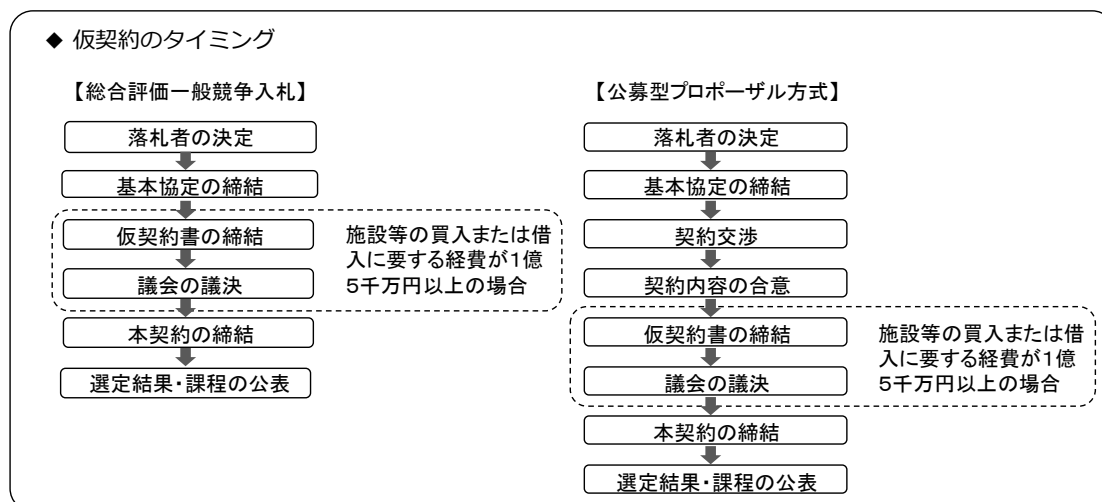 ◆ 仮契約のタイミング
【総合評価一般競争入札】
落札者の決定
基本協定の締結
仮契約書の締結
議会の議決
施設等の買入または借
入に要する経費が1億
5千万円以上の場合
本契約の締結
選定結果・課程の公表
【公募型プロポーザル方式】
落札者の決定
基本協定の締結
契約交渉
契約内容の合意
仮契約書の締結
議会の議決
施設等の買入または借
入に要する経費が1億
5千万円以上の場合
本契約の締結
選定結果・課程の公表